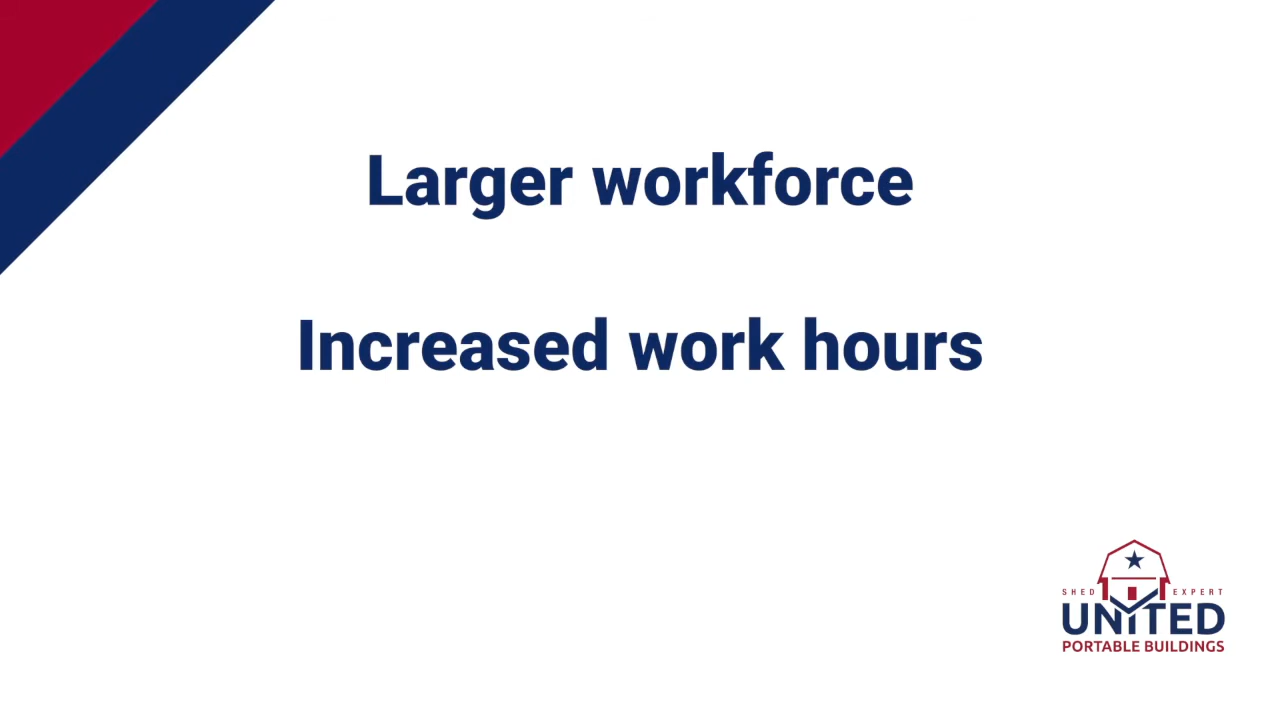 Larger workforce
Increased work hours
SHED EXPERT
UNITED
PORTABLE BUILDINGS